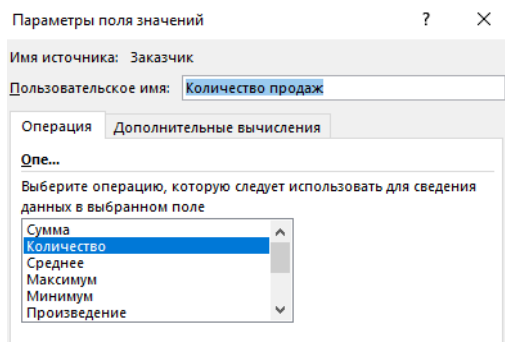 Параметры поля значений ? ×
Имя источника: Заказчик
Пользовательское имя: Количество продаж
Операция Дополнительные вычисления
Опе...
Выберите операцию, которую следует использовать для сведения
данных в выбранном поле
Сумма
Количество
Среднее
Максимум
Минимум
Произведение